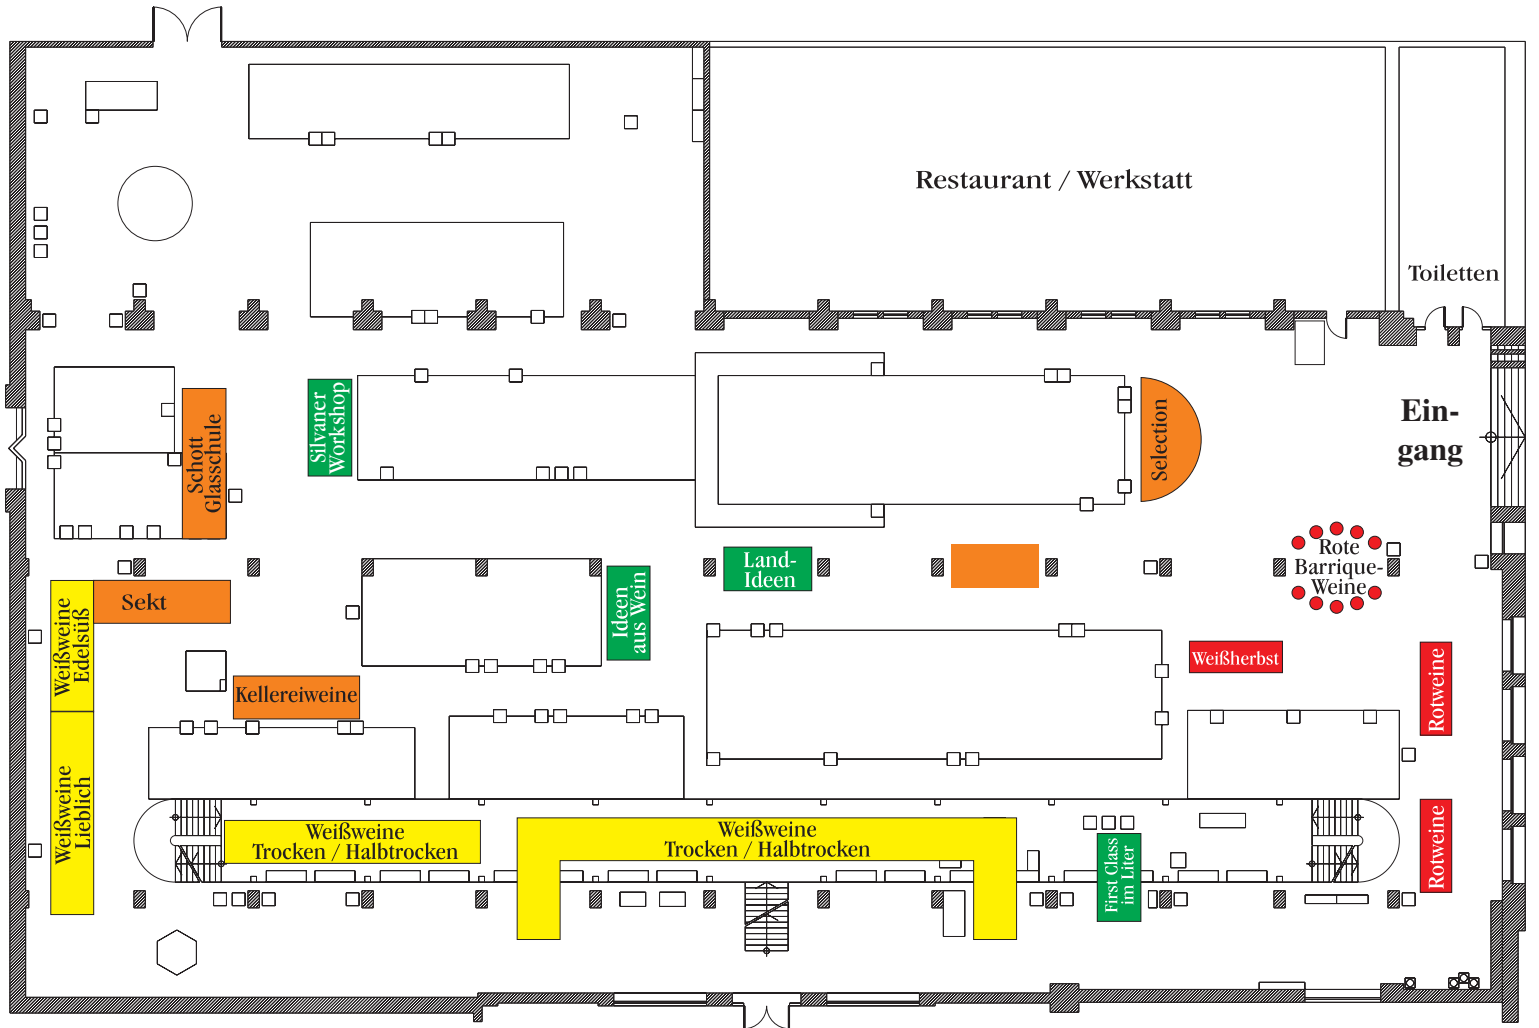 Restaurant / Werkstatt
Toiletten
Ein-
gang
Silvaner
Workshop
Schott
Glasschule
Selection
Land-
Ideen
Rote
Barrique-
Weine
Sekt
Weißweine
Edelsüß
Ideen
aus Wein
Weißherbst
Rotweine
Kellereiweine
Weißweine
Lieblich
Weißweine
Trocken / Halbtrocken
Weißweine
Trocken / Halbtrocken
First Glass
im Liter
Rotweine